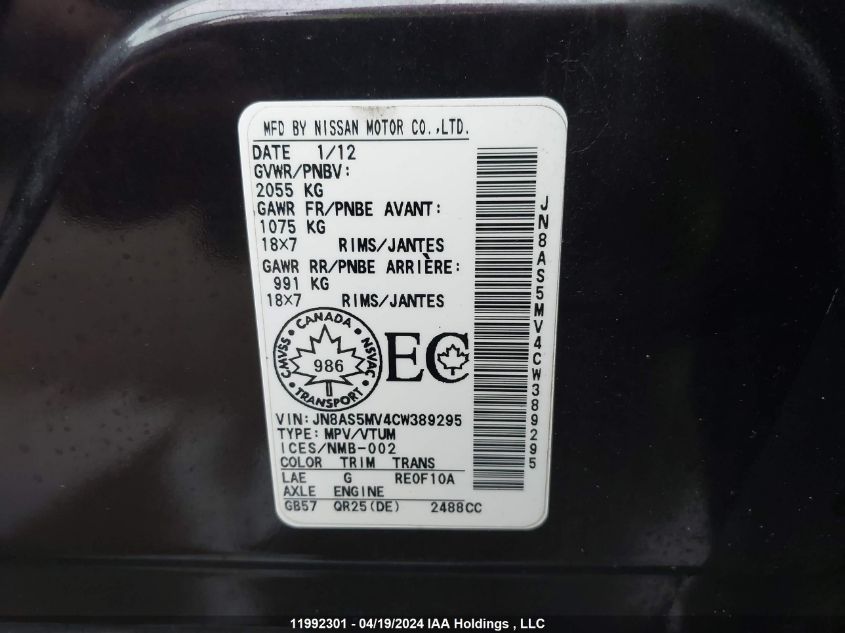 MFD BY NISSAN MOTOR CO.,LTD.
DATE 1/12
GVWR/PNBV:
2055 KG
GAWR FR/PNBE AVANT:
1075 KG
18×7 RIMS/JANTES
GAWR RR/PNBE ARRIÈRE:
991 KG
18×7 RIMS/JANTES
CANADA
CMVSS 986 NSVAC
TRANSPORT
EC
VIN: JN8AS5MV4CW389295
TYPE: MPV/VTUM
ICES/NMB-002
COLOR TRIM TRANS
LAE G RE0F10A
AXLE ENGINE
GB57 QR25(DE) 2488CC
JN8AS5MV4CW389295
11992301 - 04/19/2024 IAA Holdings , LLC